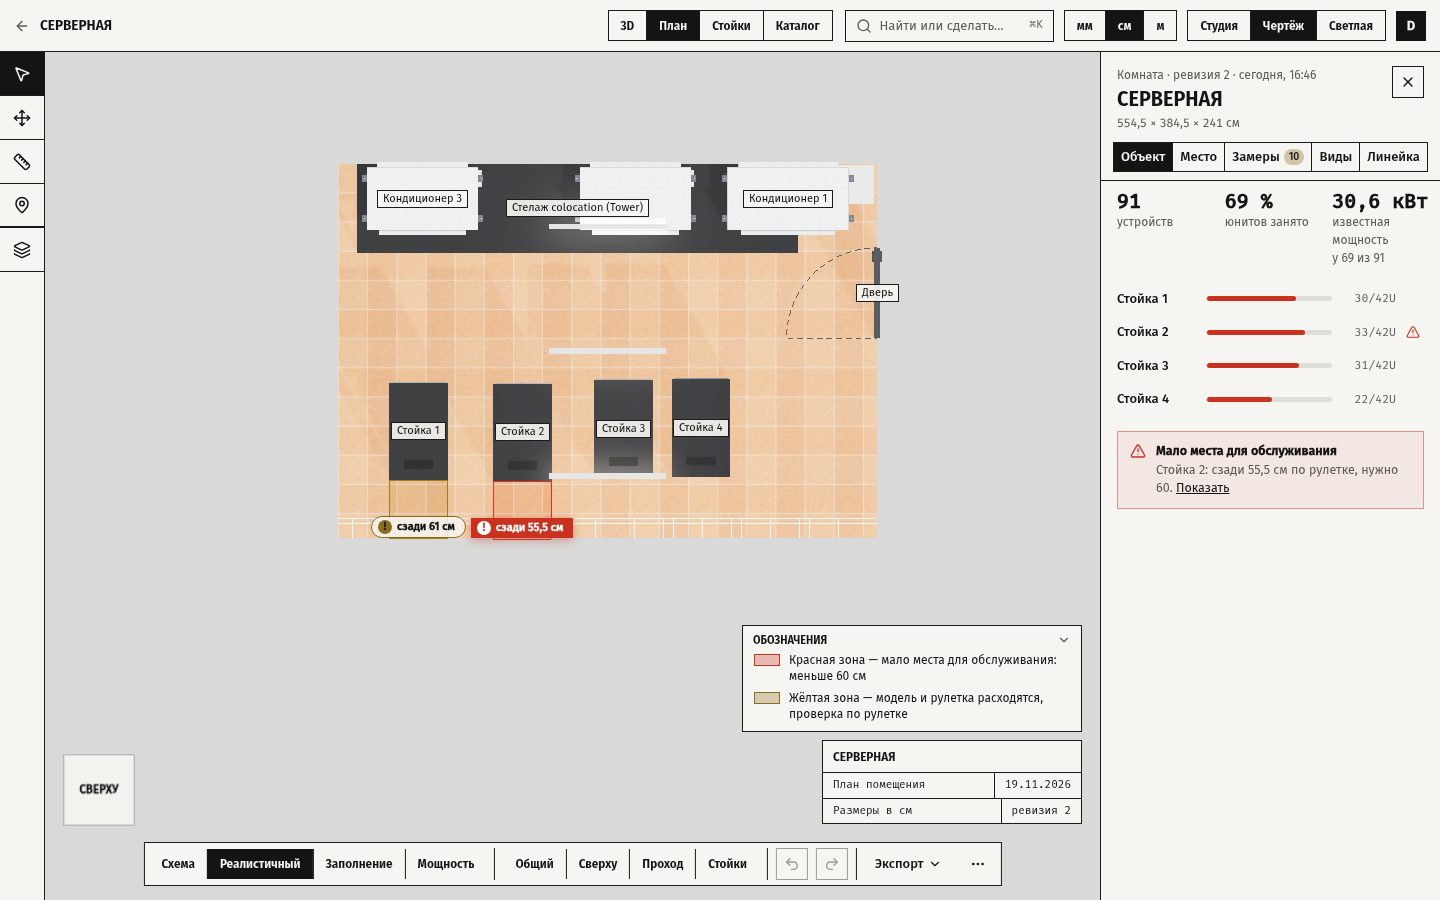 СЕРВЕРНАЯ
3D План Стойки Каталог
Найти или сделать... ⌘K
мм см м
Студия Чертёж Светлая
D
Комната · ревизия 2 · сегодня, 16:46
СЕРВЕРНАЯ
554,5 × 384,5 × 241 см
Объект Место Замеры 10 Виды Линейка
91 69 % 30,6 кВт
устройств юнитов занято известная
мощность
у 69 из 91
Стойка 1 30/42U
Стойка 2 33/42U
Стойка 3 31/42U
Стойка 4 22/42U
Мало места для обслуживания
Стойка 2: сзади 55,5 см по рулетке, нужно
60. Показать
Кондиционер 3
Стелаж colocation (Tower)
Кондиционер 1
Дверь
Стойка 1
Стойка 2
Стойка 3
Стойка 4
! сзади 61 см
! сзади 55,5 см
ОБОЗНАЧЕНИЯ
Красная зона — мало места для обслуживания:
меньше 60 см
Жёлтая зона — модель и рулетка расходятся,
проверка по рулетке
СЕРВЕРНАЯ
План помещения 19.11.2026
Размеры в см ревизия 2
СВЕРХУ
Схема Реалистичный Заполнение Мощность Общий Сверху Проход Стойки Экспорт